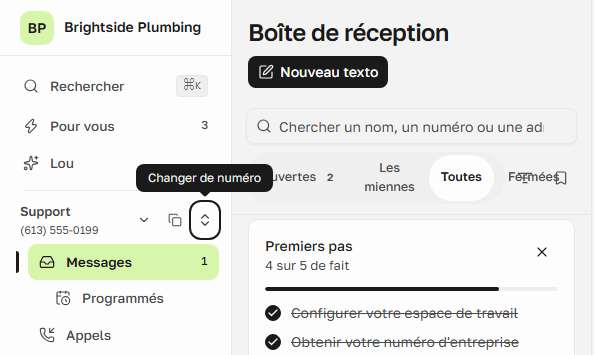 BP Brightside Plumbing
Rechercher ⌘K
Pour vous 3
Lou
Changer de numéro
Support
(613) 555-0199
Messages 1
Programmés
Appels
Boîte de réception
Nouveau texto
Chercher un nom, un numéro ou une ad
uvertes 2
Les
miennes
Toutes
Fermées
Premiers pas
4 sur 5 de fait
Configurer votre espace de travail
Obtenir votre numéro d'entreprise